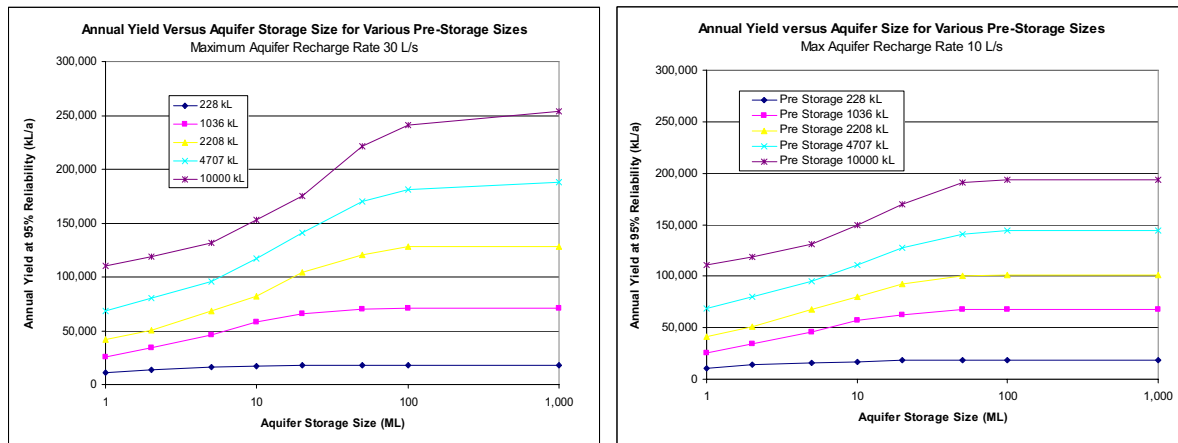 Annual Yield Versus Aquifer Storage Size for Various Pre-Storage Sizes
Maximum Aquifer Recharge Rate 30 L/s
300,000
250,000
200,000
150,000
100,000
50,000
0
Annual Yield at 95% Reliability (kL/a)
228 kL
1036 kL
2208 kL
4707 kL
10000 kL
1
10
100
1,000
Aquifer Storage Size (ML)
Annual Yield versus Aquifer Size for Various Pre-Storage Sizes
Max Aquifer Recharge Rate 10 L/s
300,000
250,000
200,000
150,000
100,000
50,000
0
Annual Yield at 95% Reliability (kL/a)
Pre Storage 228 kL
Pre Storage 1036 kL
Pre Storage 2208 kL
Pre Storage 4707 kL
Pre Storage 10000 kL
1
10
100
1,000
Aquifer Storage Size (ML)